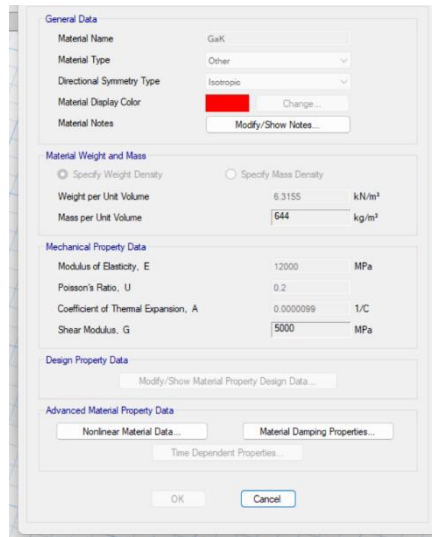 General Data
Material Name GaK
Material Type Other
Directional Symmetry Type Isotropic
Material Display Color Change...
Material Notes Modify/Show Notes...
Material Weight and Mass
Specify Weight Density Specify Mass Density
Weight per Unit Volume 6.3155 kN/m³
Mass per Unit Volume 644 kg/m³
Mechanical Property Data
Modulus of Elasticity, E 12000 MPa
Poisson's Ratio, U 0.2
Coefficient of Thermal Expansion, A 0.0000099 1/C
Shear Modulus, G 5000 MPa
Design Property Data
Modify/Show Material Property Design Data...
Advanced Material Property Data
Nonlinear Material Data... Material Damping Properties...
Time Dependent Properties...
OK Cancel